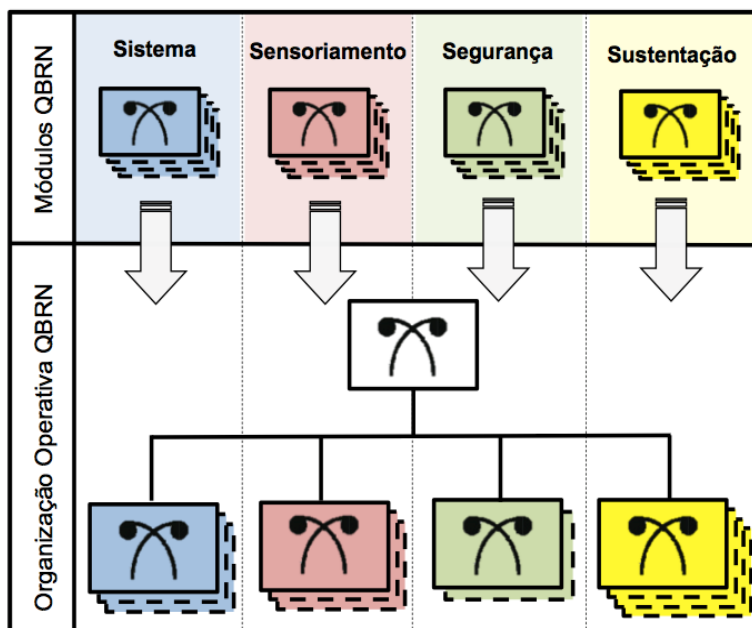 Sistema
Sensoriamento
Segurança
Sustentação
Módulos QBRN
Organização Operativa QBRN